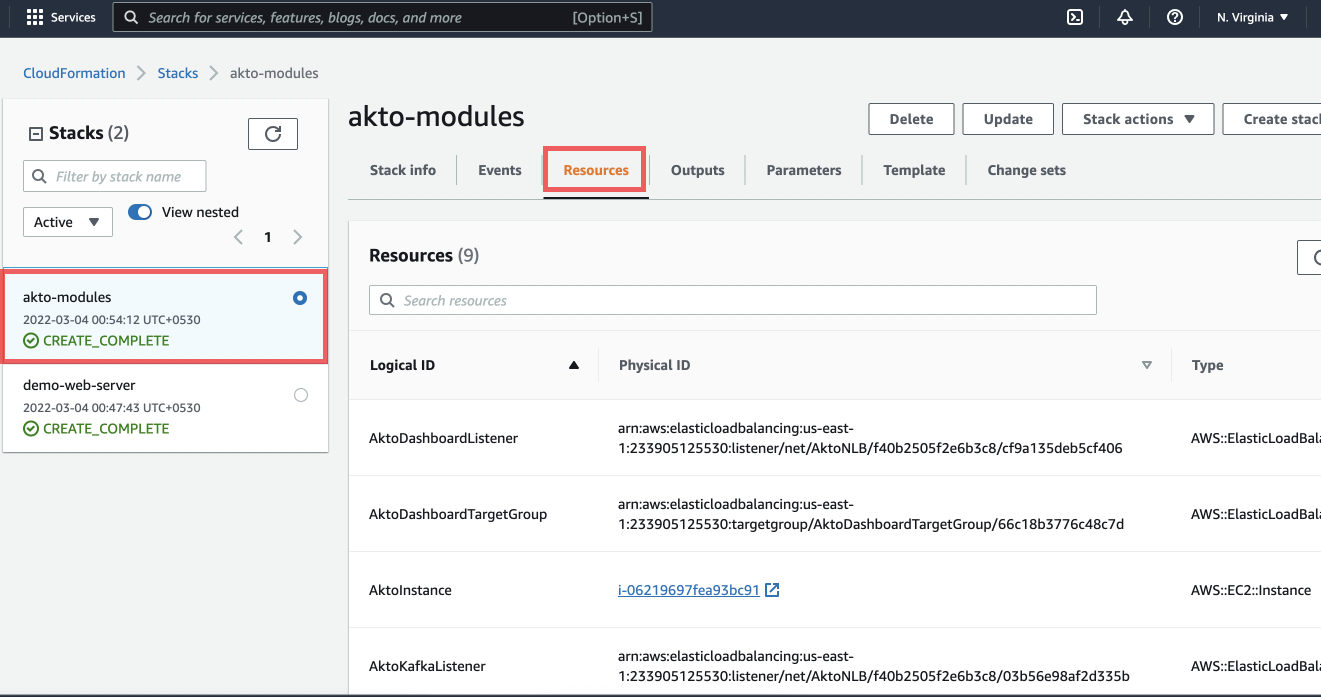 Services
Search for services, features, blogs, docs, and more [Option+S]
N. Virginia
CloudFormation Stacks akto-modules
Stacks (2)
Filter by stack name
Active
View nested
1
akto-modules
2022-03-04 00:54:12 UTC+0530
CREATE_COMPLETE
demo-web-server
2022-03-04 00:47:43 UTC+0530
CREATE_COMPLETE
akto-modules
Delete Update Stack actions Create stac
Stack info Events Resources Outputs Parameters Template Change sets
Resources (9)
Search resources
Logical ID Physical ID Type
AktoDashboardListener
arn:aws:elasticloadbalancing:us-east-
1:233905125530:listener/net/AktoNLB/f40b2505f2e6b3c8/cf9a135deb5cf406
AWS::ElasticLoadBala
AktoDashboardTargetGroup
arn:aws:elasticloadbalancing:us-east-
1:233905125530:targetgroup/AktoDashboardTargetGroup/66c18b3776c48c7d
AWS::ElasticLoadBala
AktoInstance i-06219697fea93bc91 AWS::EC2::Instance
AktoKafkaListener
arn:aws:elasticloadbalancing:us-east-
1:233905125530:listener/net/AktoNLB/f40b2505f2e6b3c8/03b56e98af2d335b
AWS::ElasticLoadBala